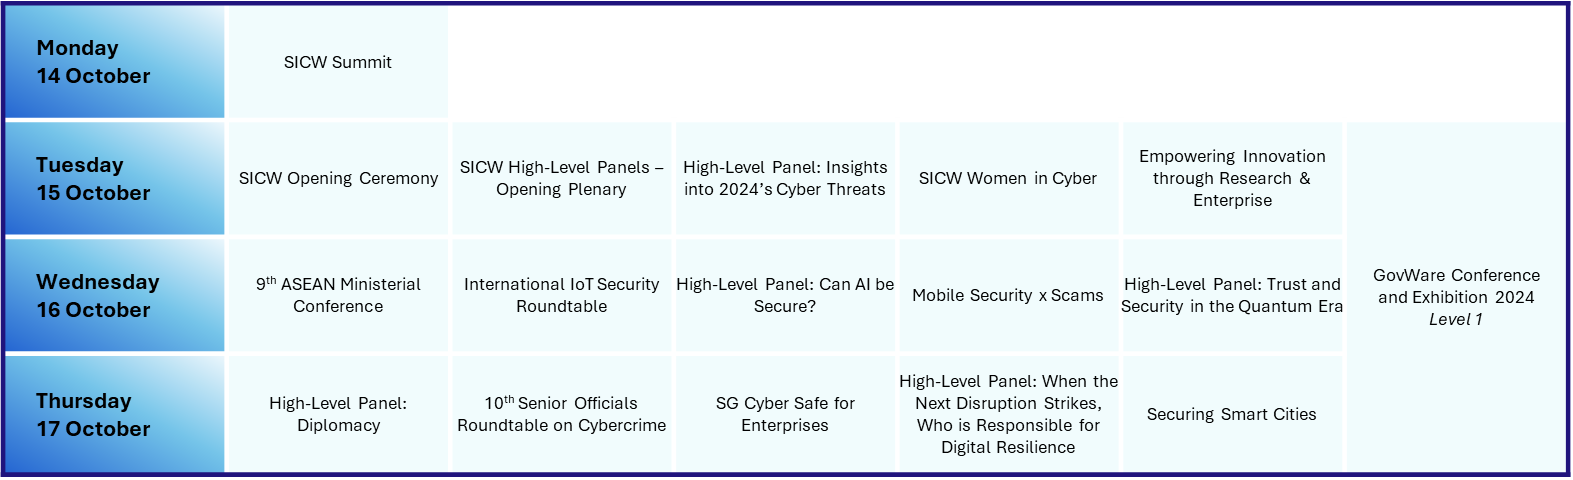 Monday
14 October
SICW Summit
Tuesday
15 October
SICW Opening Ceremony
SICW High-Level Panels –
Opening Plenary
High-Level Panel: Insights
into 2024’s Cyber Threats
SICW Women in Cyber
Empowering Innovation
through Research &
Enterprise
Wednesday
16 October
9th ASEAN Ministerial
Conference
International IoT Security
Roundtable
High-Level Panel: Can AI be
Secure?
Mobile Security x Scams
High-Level Panel: Trust and
Security in the Quantum Era
GovWare Conference
and Exhibition 2024
Level 1
Thursday
17 October
High-Level Panel:
Diplomacy
10th Senior Officials
Roundtable on Cybercrime
SG Cyber Safe for
Enterprises
High-Level Panel: When the
Next Disruption Strikes,
Who is Responsible for
Digital Resilience
Securing Smart Cities